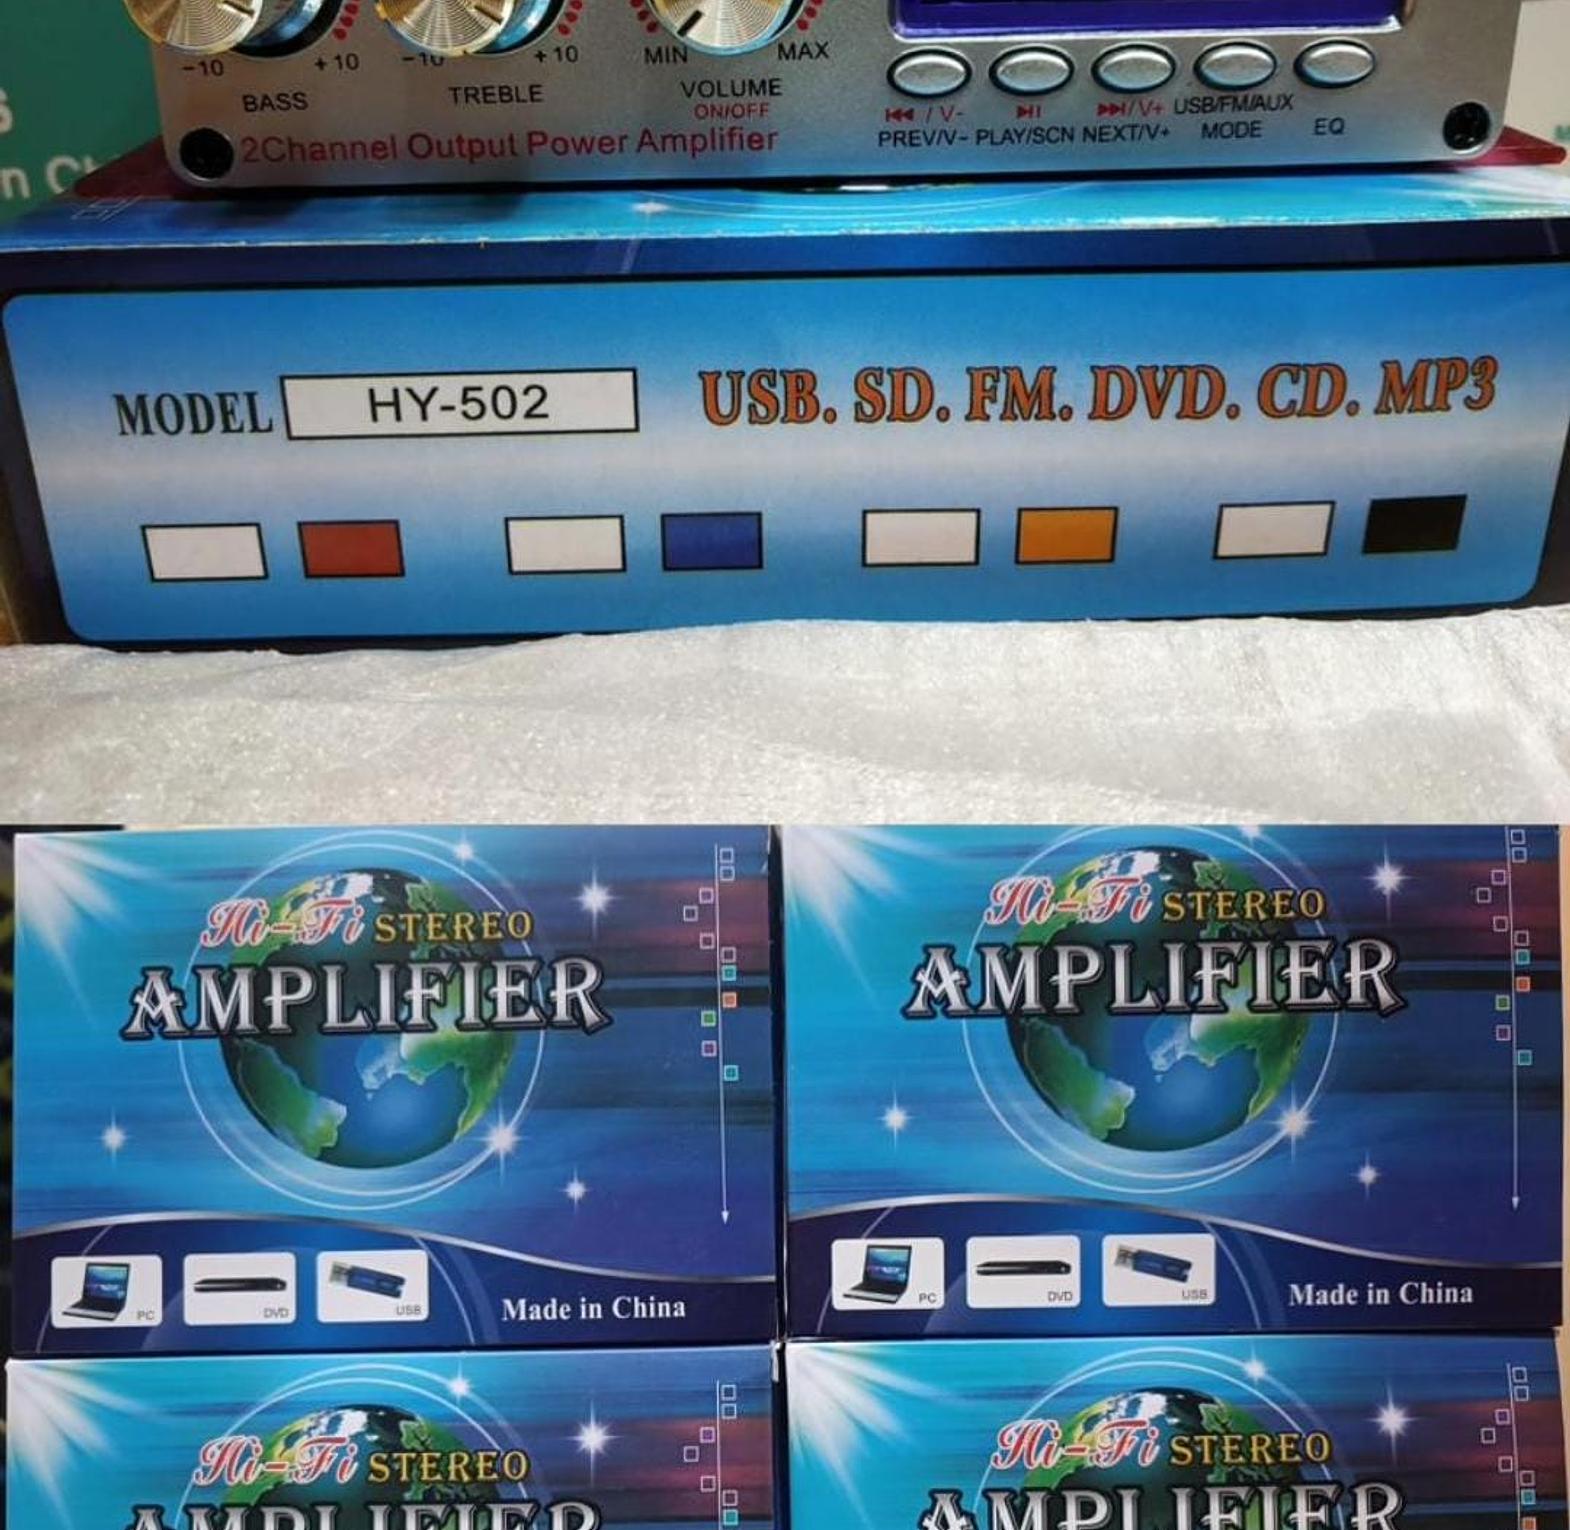 s
n C
-10 +10 -10 +10 MIN MAX
BASS TREBLE VOLUME
ON/OFF
/ V- / V+ USB/FM/AUX
PREV/V- PLAY/SCN NEXT/V+ MODE EQ
2Channel Output Power Amplifier
MODEL HY-502 USB. SD. FM. DVD. CD. MP3
Hi-Fi STEREO
AMPLIFIER
PC DVD USB Made in China
Hi-Fi STEREO
AMPLIFIER
PC DVD USB Made in China
Hi-Fi STEREO
AMPLIFIER
Hi-Fi STEREO
AMPLIFIER